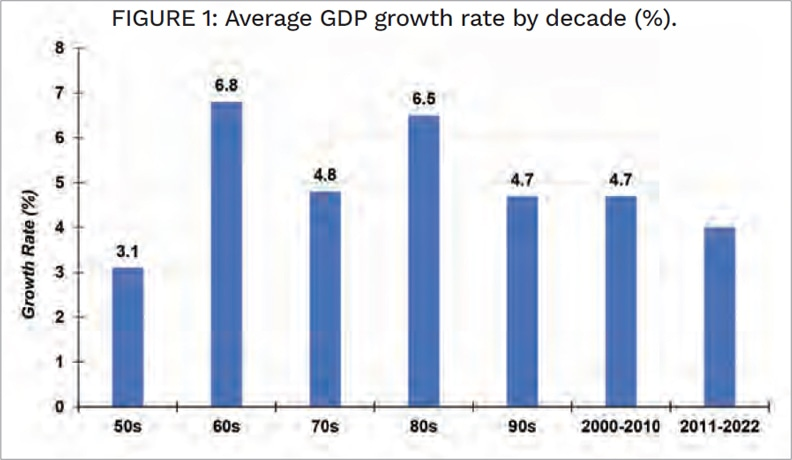 FIGURE 1: Average GDP growth rate by decade (%).
Growth Rate (%)
8
7
6
5
4
3
2
1
0
3.1
6.8
4.8
6.5
4.7
4.7
50s
60s
70s
80s
90s
2000-2010
2011-2022